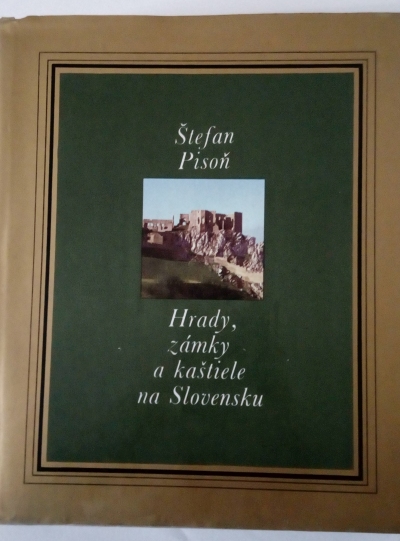 Štefan
Pisoň
Hrady,
zámky
a kaštiele
na Slovensku